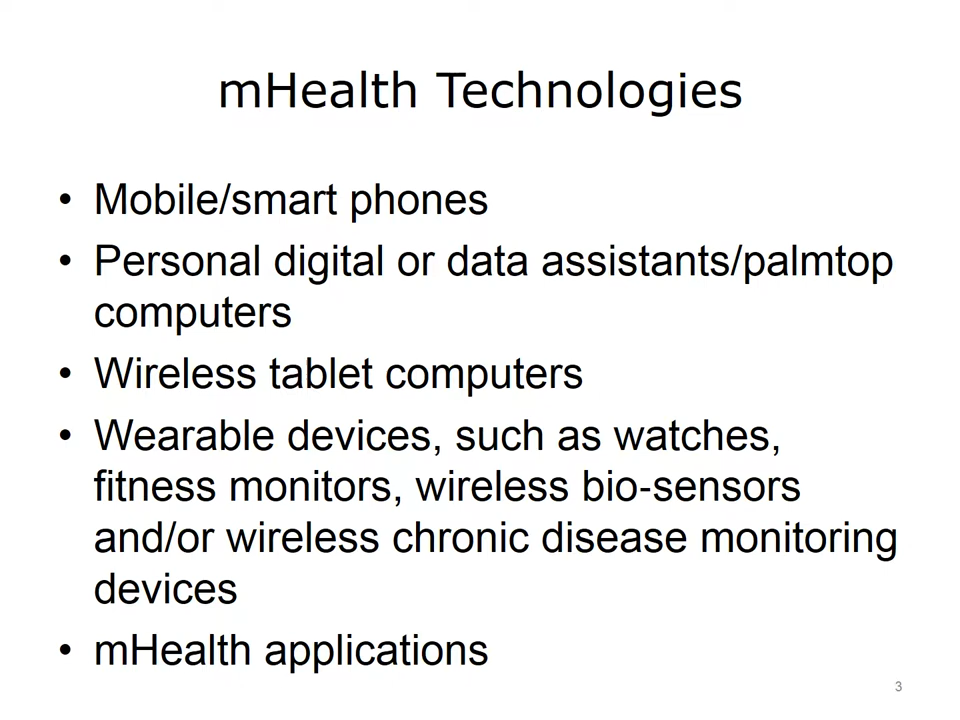 mHealth Technologies
• Mobile/smart phones
• Personal digital or data assistants/palmtop
computers
• Wireless tablet computers
• Wearable devices, such as watches,
fitness monitors, wireless bio-sensors
and/or wireless chronic disease monitoring
devices
• mHealth applications
3